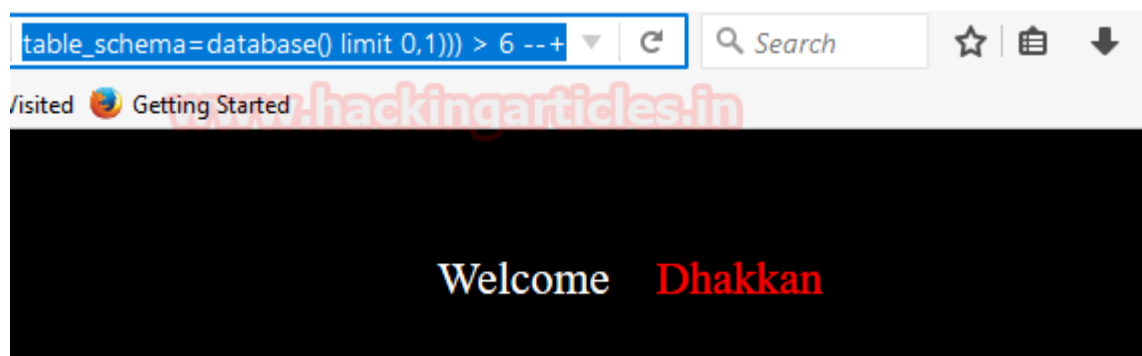 table_schema=database() limit 0,1))) > 6 --+ Search
Visited Getting Started
www.hackingarticles.in
Welcome Dhakkan